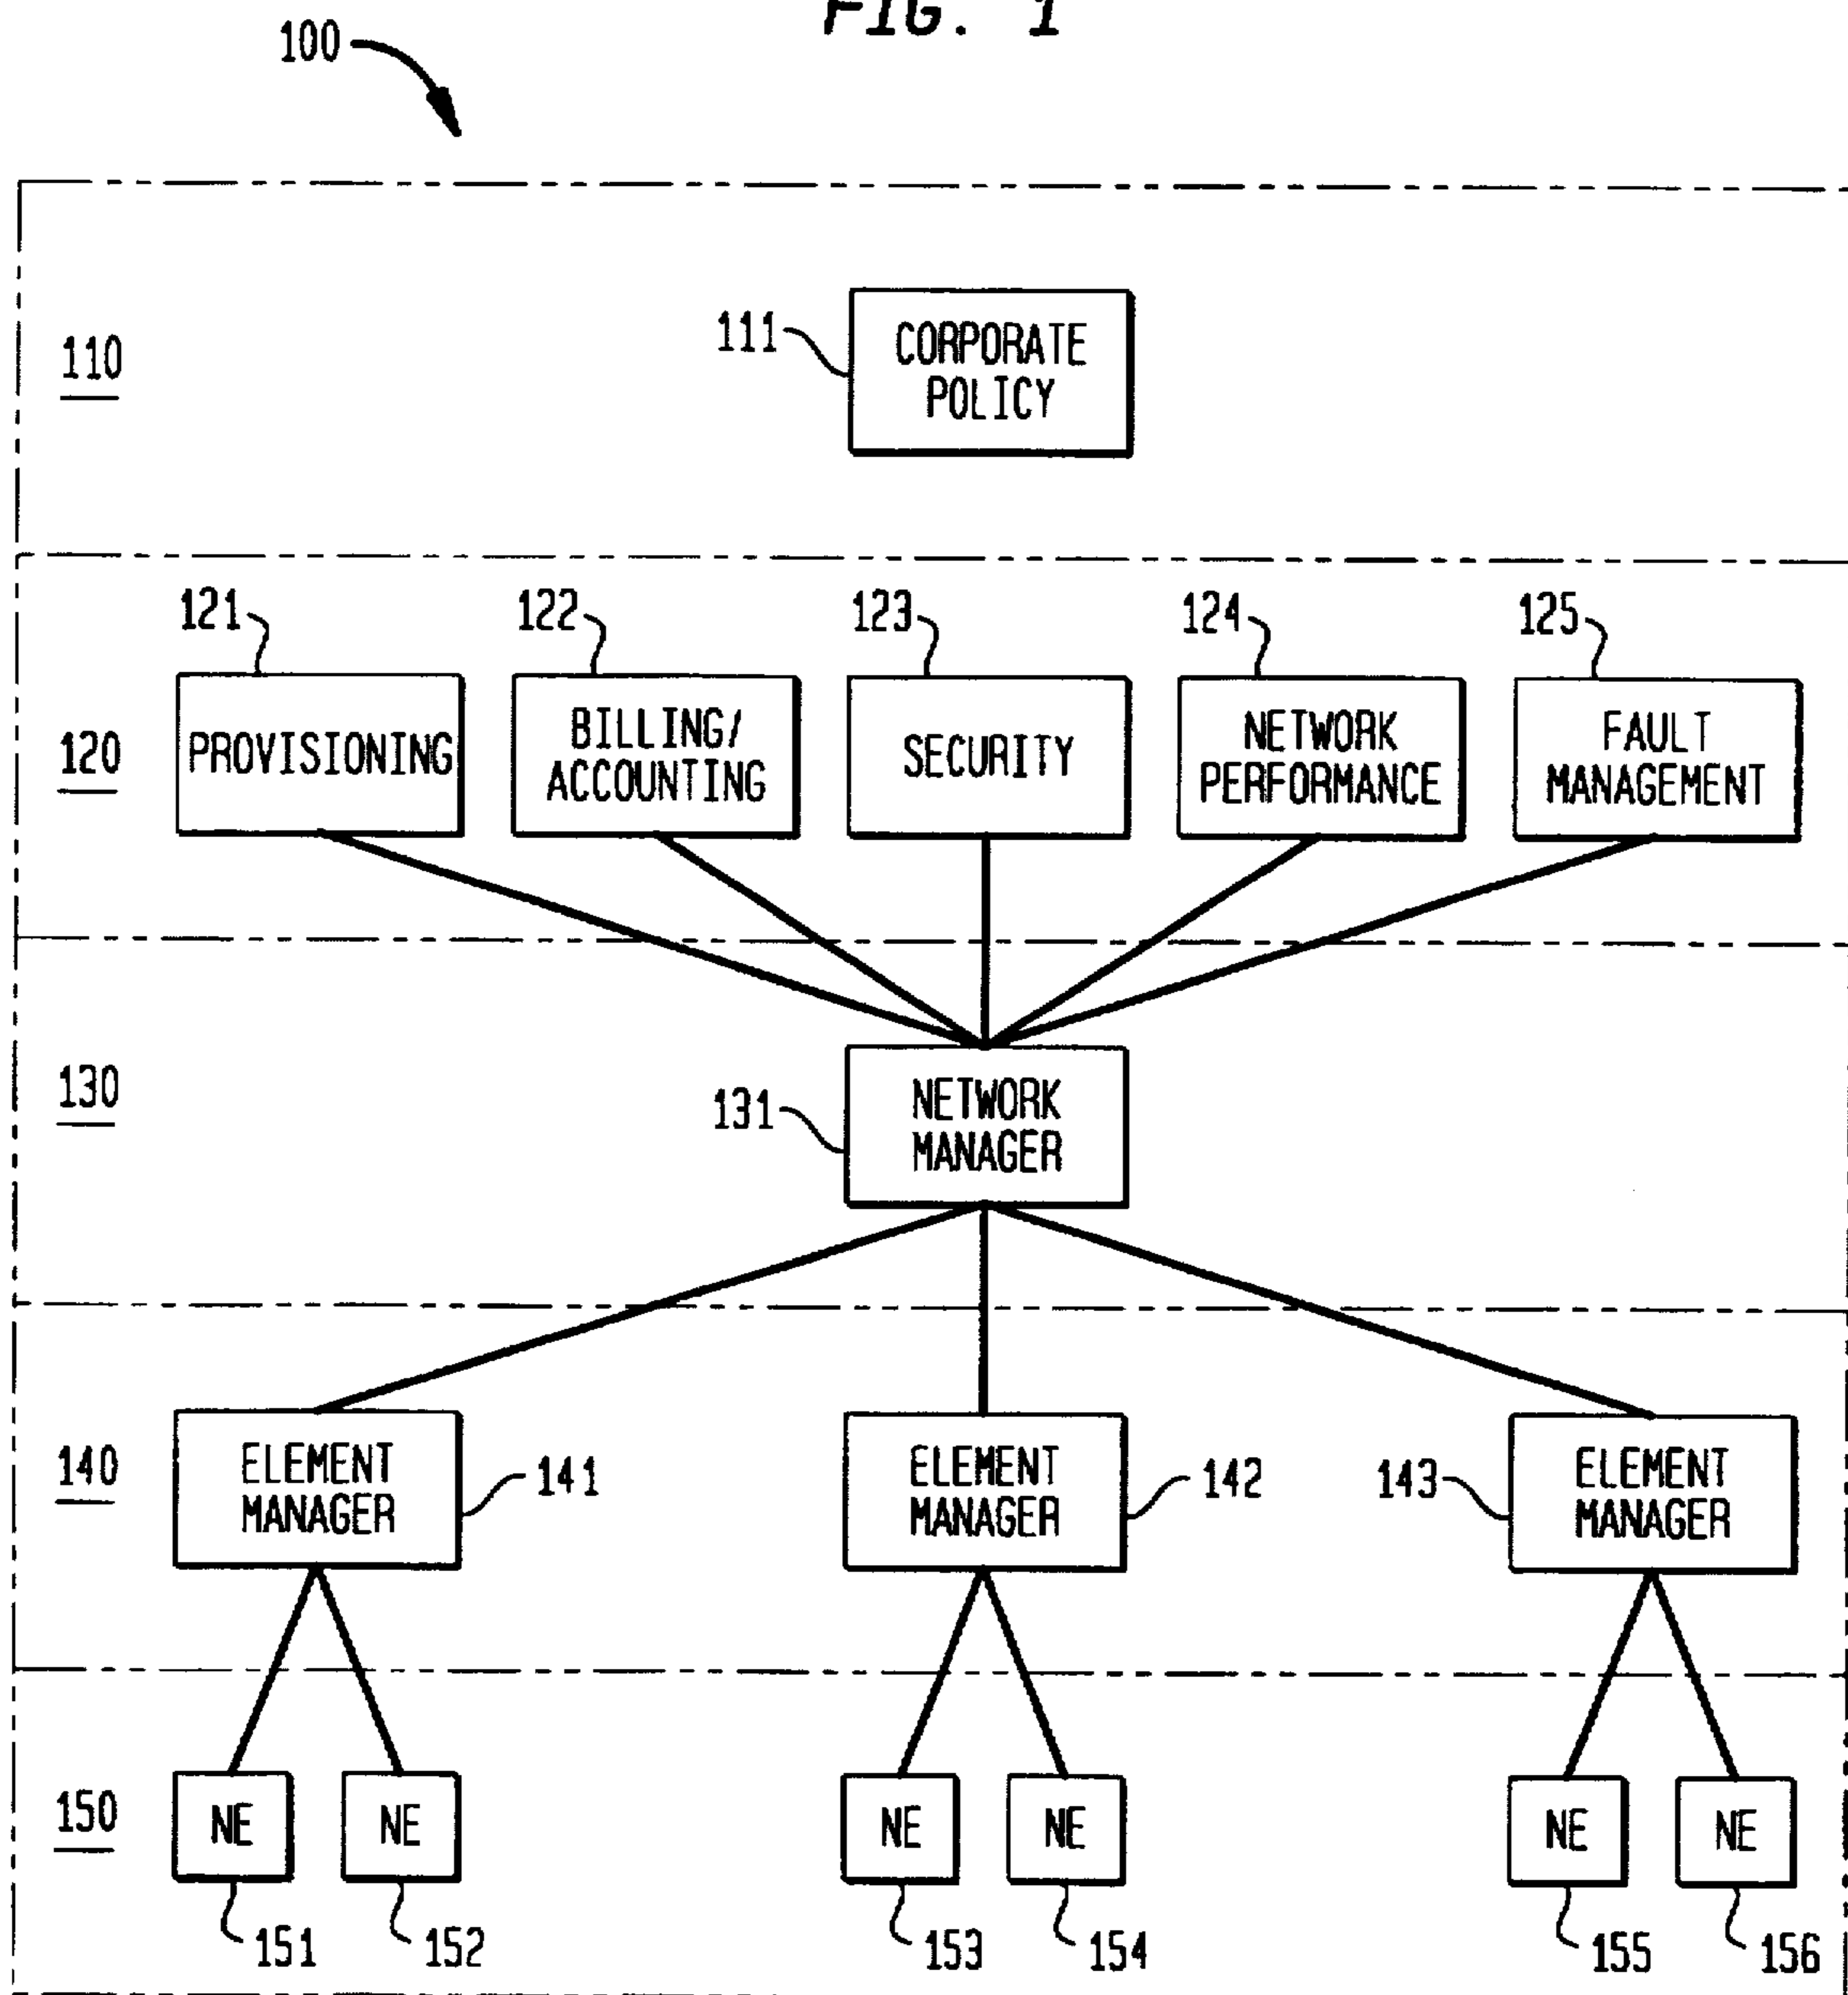 FIG. 1
100
110
111
CORPORATE
POLICY
121
122
123
124
125
120
PROVISIONING
BILLING/
ACCOUNTING
SECURITY
NETWORK
PERFORMANCE
FAULT
MANAGEMENT
130
131
NETWORK
MANAGER
140
ELEMENT
MANAGER
141
ELEMENT
MANAGER
142
143
ELEMENT
MANAGER
150
NE
NE
NE
NE
NE
NE
151
152
153
154
155
156